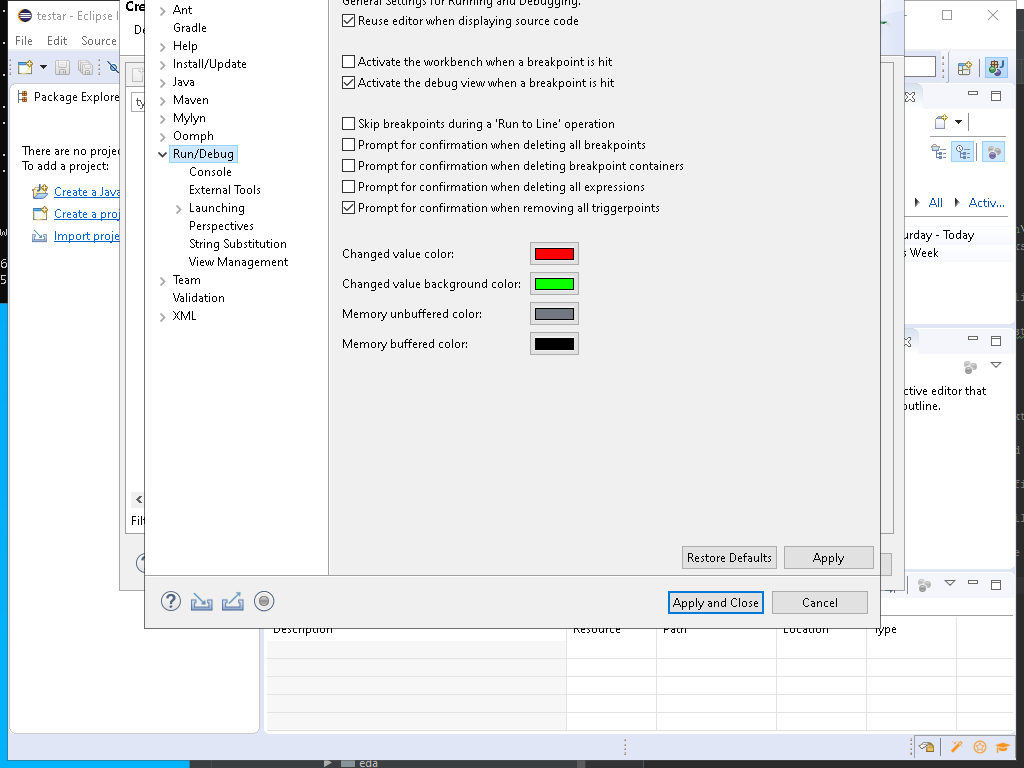 testar - Eclipse I
File Edit Source
Package Explore
There are no projec
To add a project:
Create a Java
Create a proj
Import proje
Cre
De
ty
Filt
Ant
Gradle
Help
Install/Update
Java
Maven
Mylyn
Oomph
Run/Debug
Console
External Tools
Launching
Perspectives
String Substitution
View Management
Team
Validation
XML
General Settings for Running and Debugging.
Reuse editor when displaying source code
Activate the workbench when a breakpoint is hit
Activate the debug view when a breakpoint is hit
Skip breakpoints during a 'Run to Line' operation
Prompt for confirmation when deleting all breakpoints
Prompt for confirmation when deleting breakpoint containers
Prompt for confirmation when deleting all expressions
Prompt for confirmation when removing all triggerpoints
Changed value color:
Changed value background color:
Memory unbuffered color:
Memory buffered color:
Restore Defaults Apply
Apply and Close Cancel
All Activ...
urday - Today
s Week
ctive editor that
outline.
Description Resource Path Location Type
eda